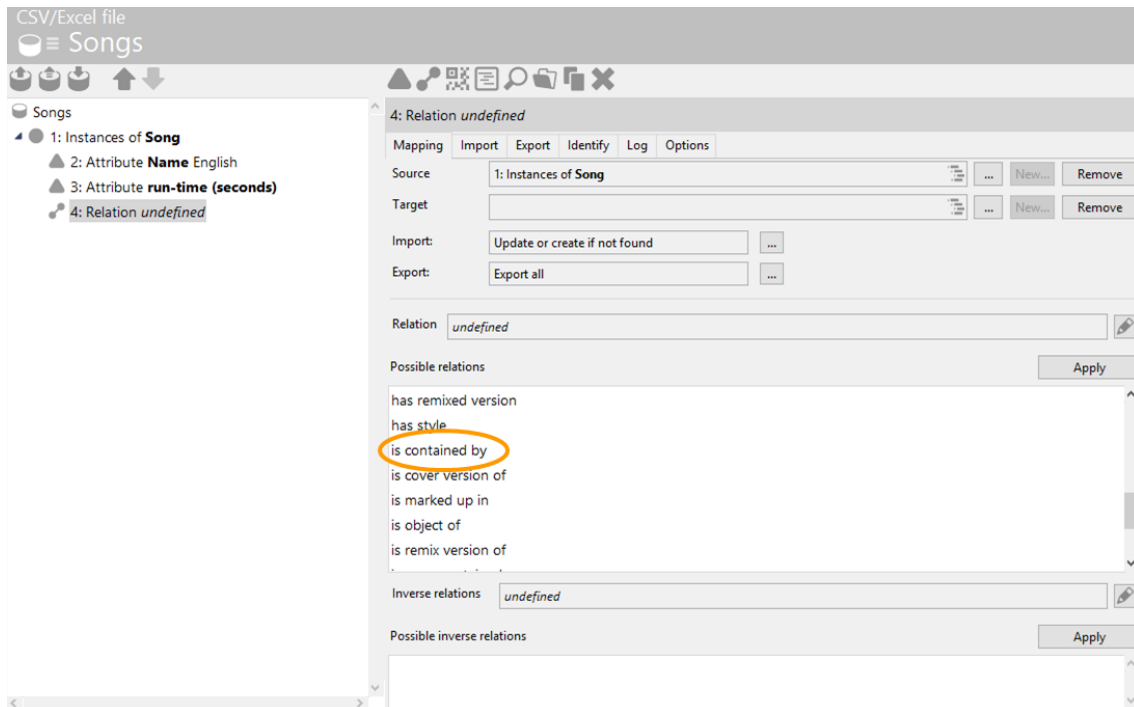 CSV/Excel file
Songs
Songs
1: Instances of Song
2: Attribute Name English
3: Attribute run-time (seconds)
4: Relation undefined
4: Relation undefined
Mapping Import Export Identify Log Options
Source 1: Instances of Song ... New... Remove
Target ... New... Remove
Import: Update or create if not found ...
Export: Export all ...
Relation undefined
Possible relations Apply
has remixed version
has style
is contained by
is cover version of
is marked up in
is object of
is remix version of
Inverse relations undefined
Possible inverse relations Apply